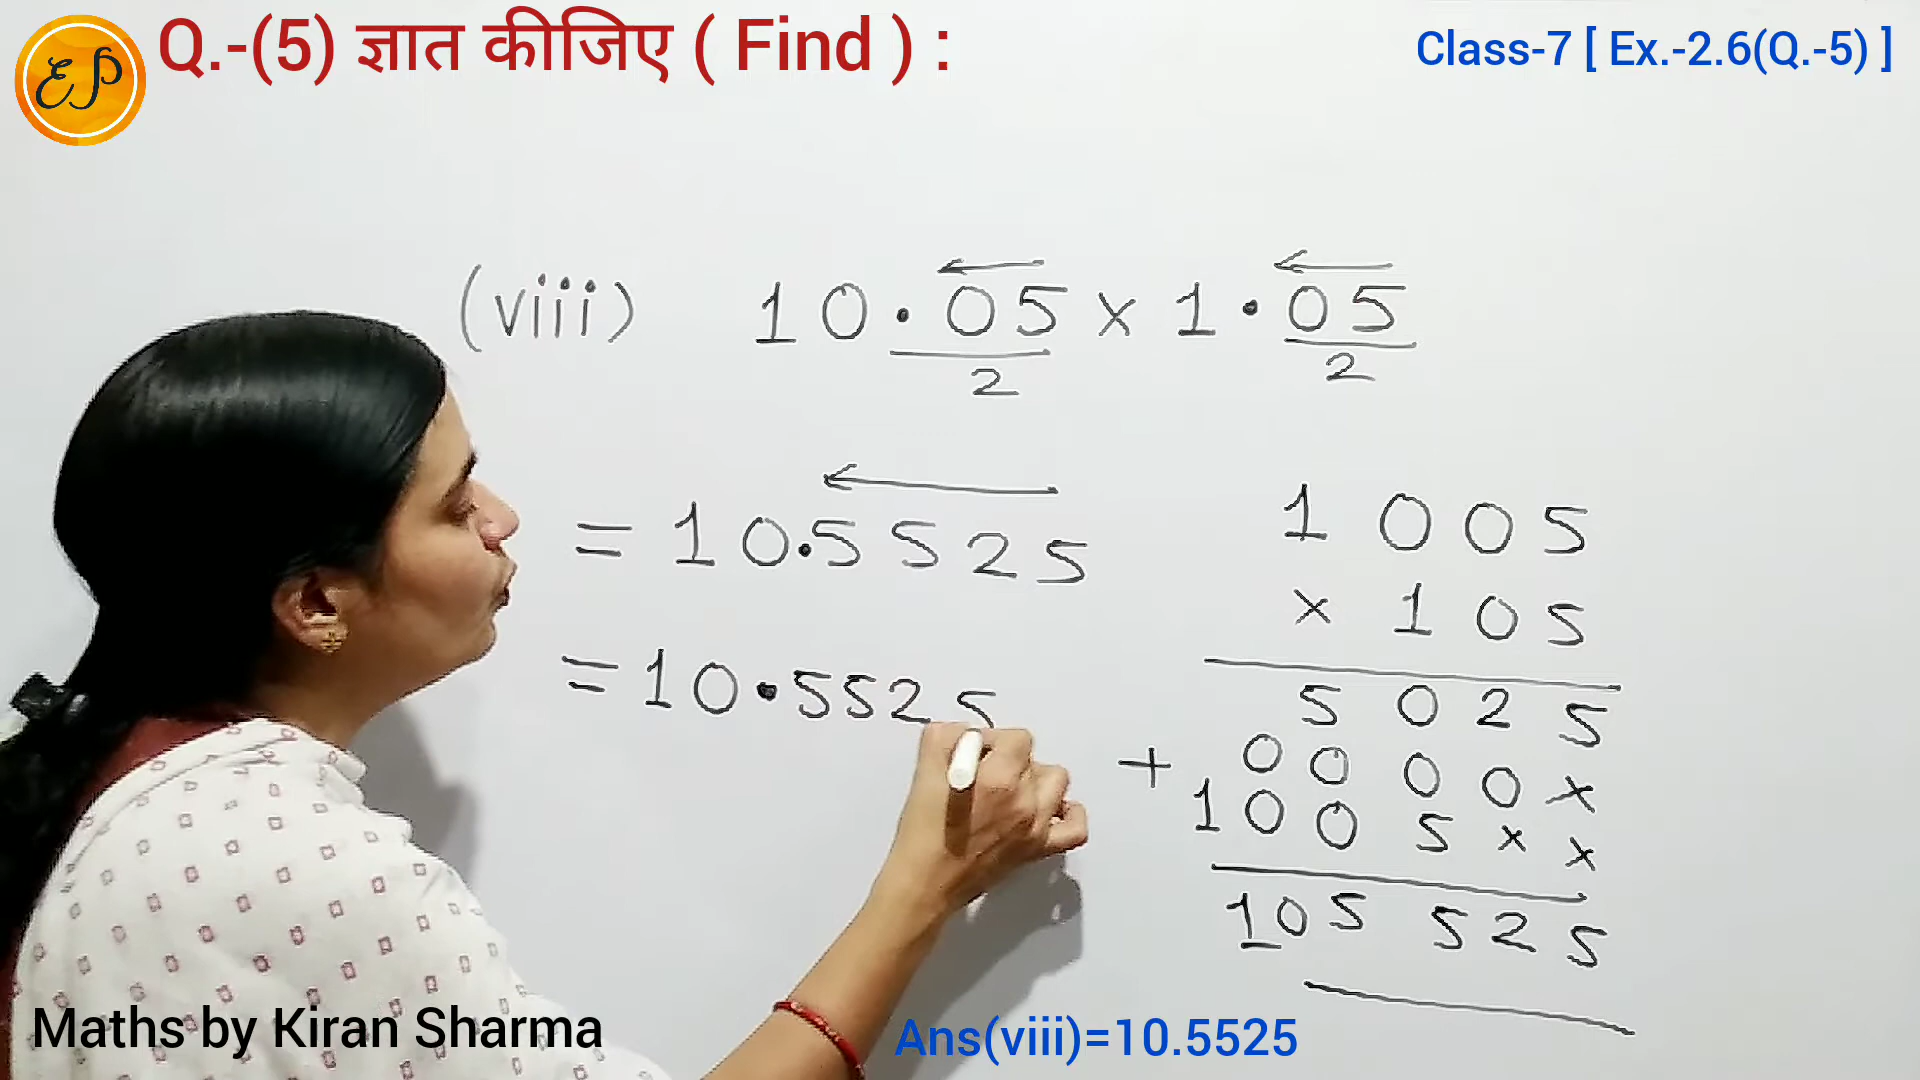 EP
Q.-(5) ज्ञात कीजिए ( Find ) :
Class-7 [ Ex.-2.6(Q.-5) ]
(viii) 10.05 × 1.05
2 2
= 10.5525
= 10.5525
1005
× 105
5025
+ 0000×
1005××
105525
Maths by Kiran Sharma
Ans(viii)=10.5525